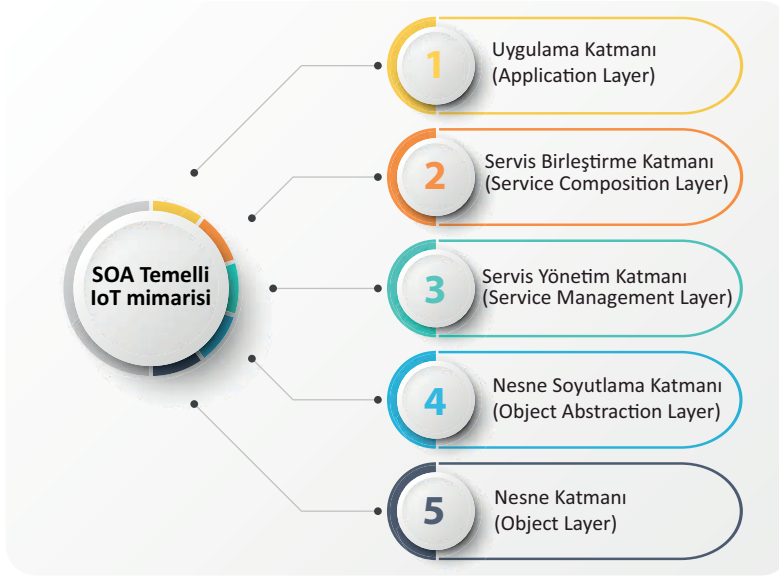 SOA Temelli
IoT mimarisi
1
Uygulama Katmanı
(Application Layer)
2
Servis Birleştirme Katmanı
(Service Composition Layer)
3
Servis Yönetim Katmanı
(Service Management Layer)
4
Nesne Soyutlama Katmanı
(Object Abstraction Layer)
5
Nesne Katmanı
(Object Layer)